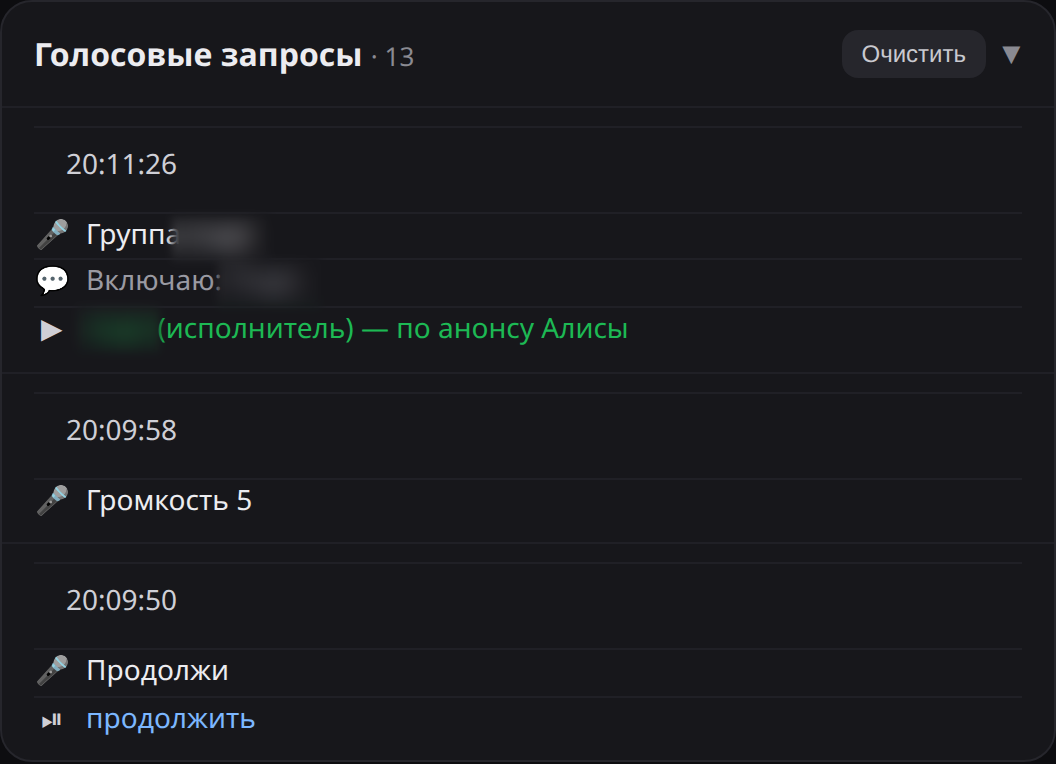 Голосовые запросы · 13
Очистить ▼
20:11:26
🎤 Группа
💬 Включаю:
▶ (исполнитель) — по анонсу Алисы
20:09:58
🎤 Громкость 5
20:09:50
🎤 Продолжи
⏯ продолжить